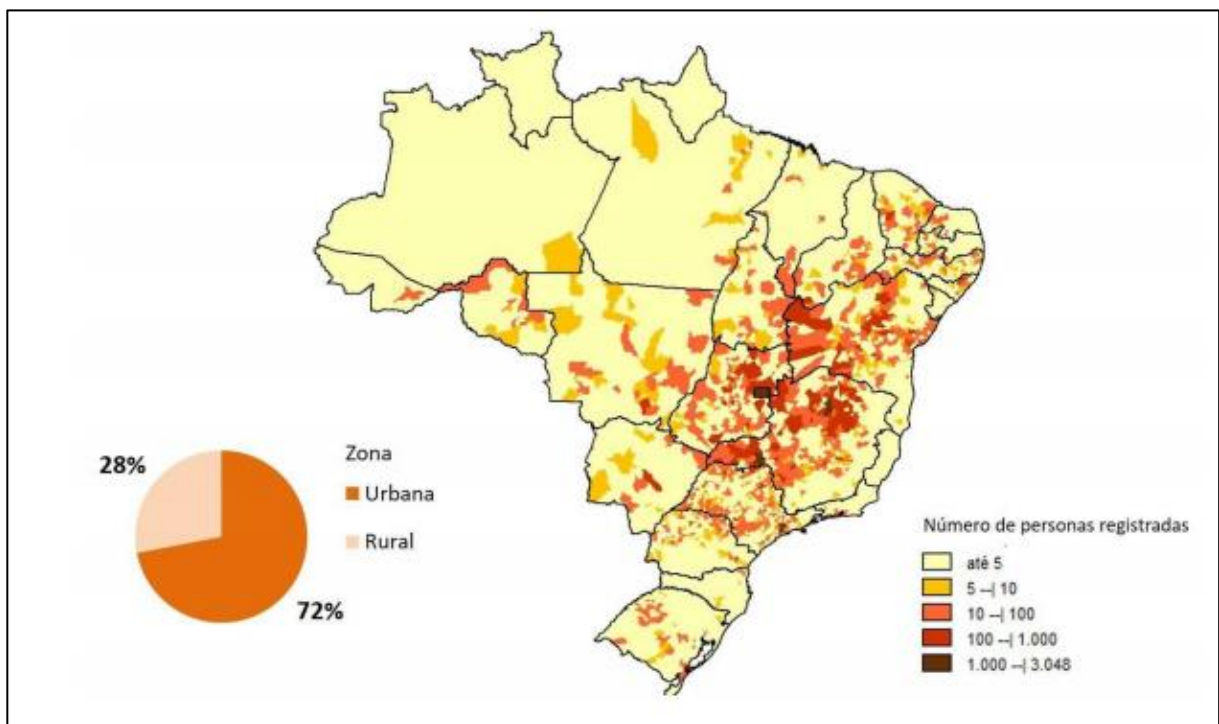 28%
72%
Zona
Urbana
Rural
Número de personas registradas
até 5
5 --| 10
10 --| 100
100 --| 1.000
1.000 --| 3.048